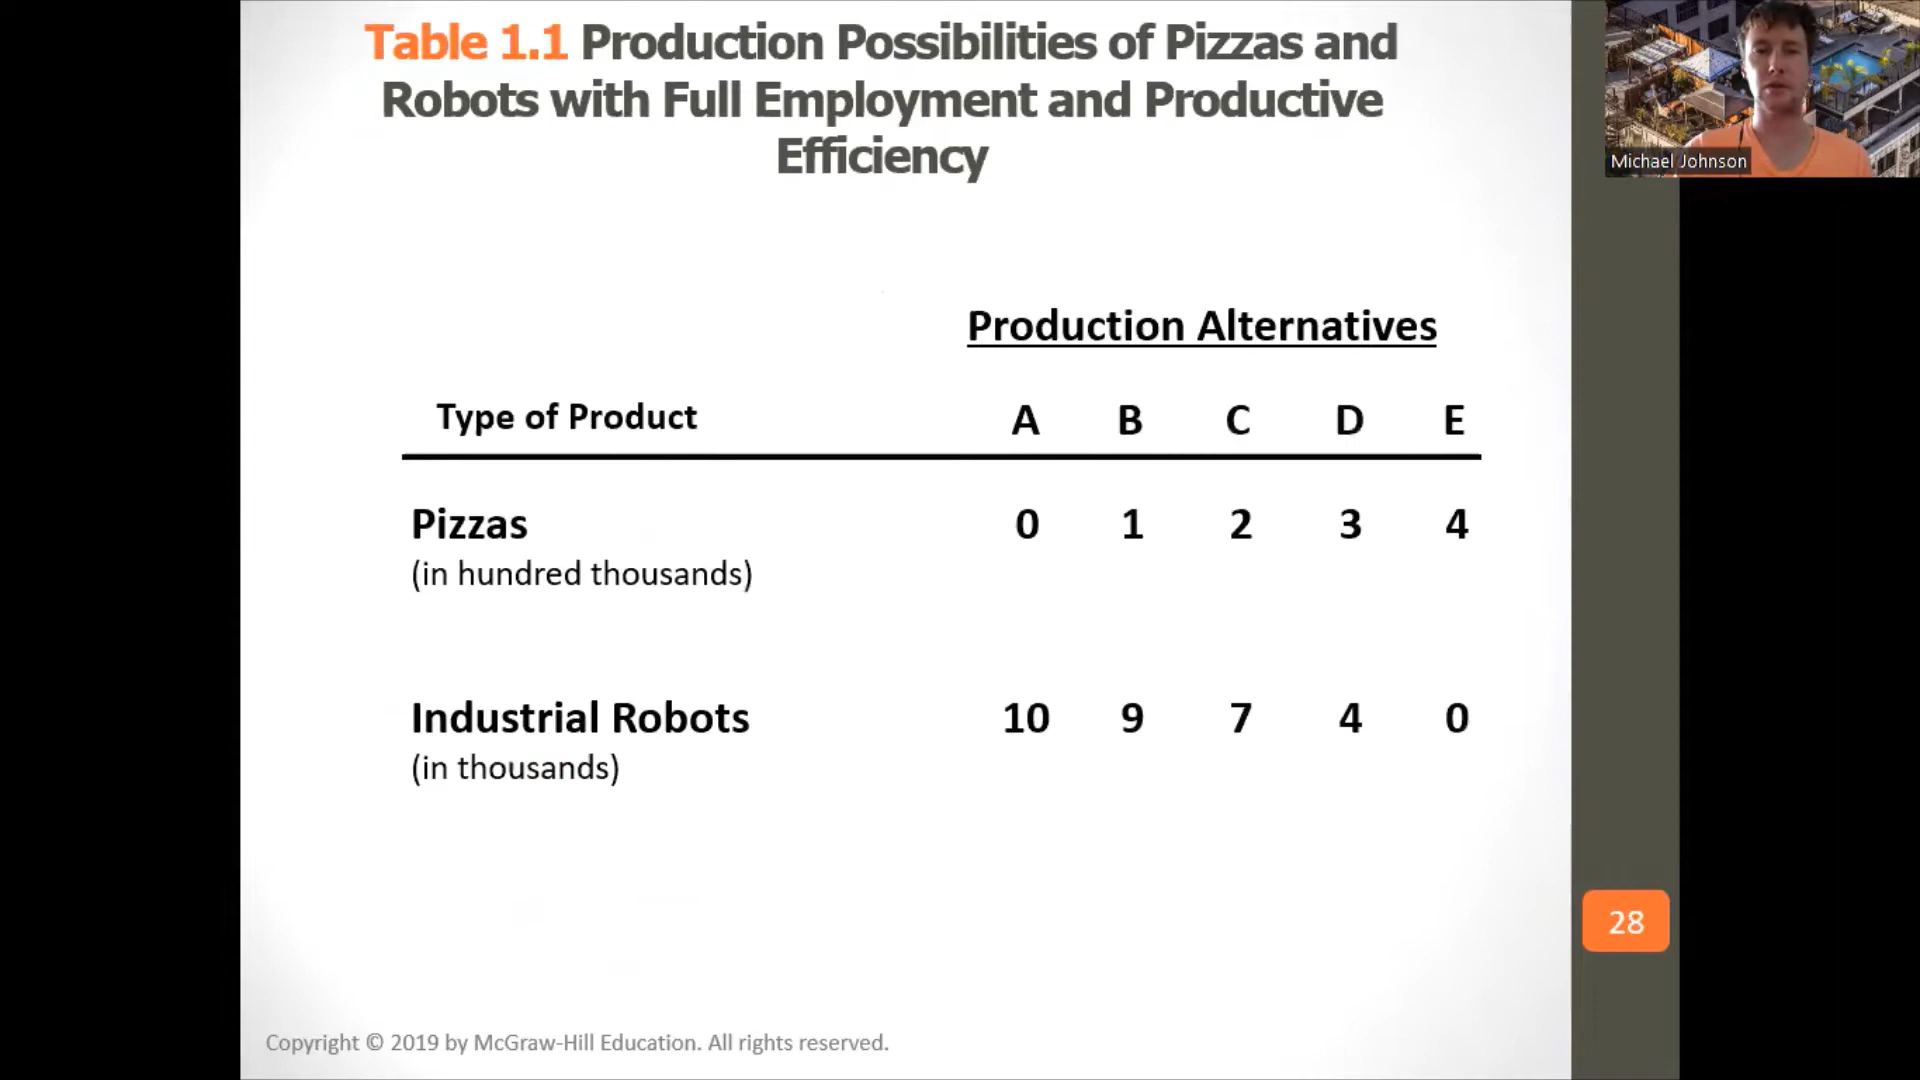 Table 1.1 Production Possibilities of Pizzas and
Robots with Full Employment and Productive
Efficiency
Michael Johnson
Production Alternatives
Type of Product A B C D E
Pizzas 0 1 2 3 4
(in hundred thousands)
Industrial Robots 10 9 7 4 0
(in thousands)
28
Copyright © 2019 by McGraw-Hill Education. All rights reserved.